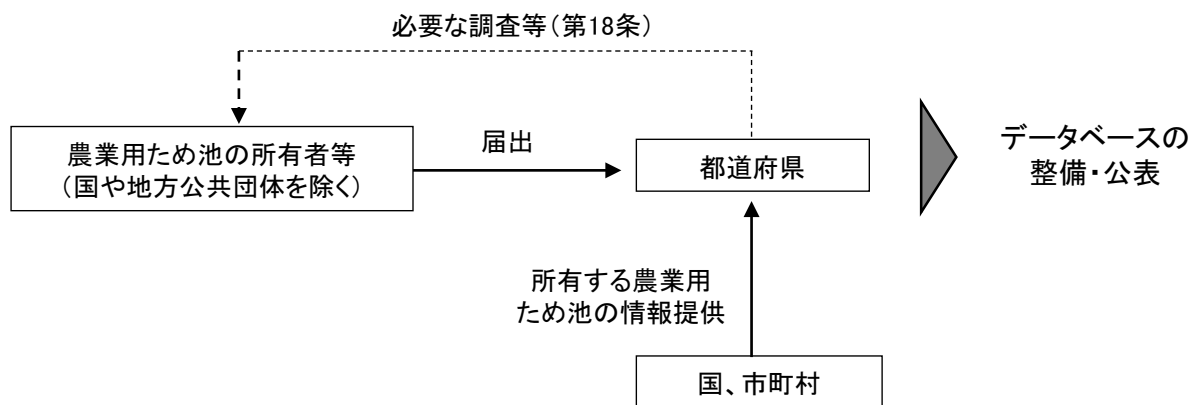 必要な調査等（第18条）
農業用ため池の所有者等
（国や地方公共団体を除く）
届出
都道府県
データベースの
整備・公表
所有する農業用
ため池の情報提供
国、市町村